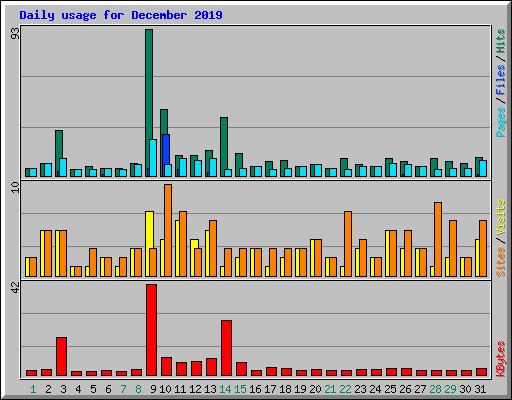 Daily usage for December 2019
93
Pages / Files / Hits
10
Sites / Visits
42
KBytes
1 2 3 4 5 6 7 8 9 10 11 12 13 14 15 16 17 18 19 20 21 22 23 24 25 26 27 28 29 30 31